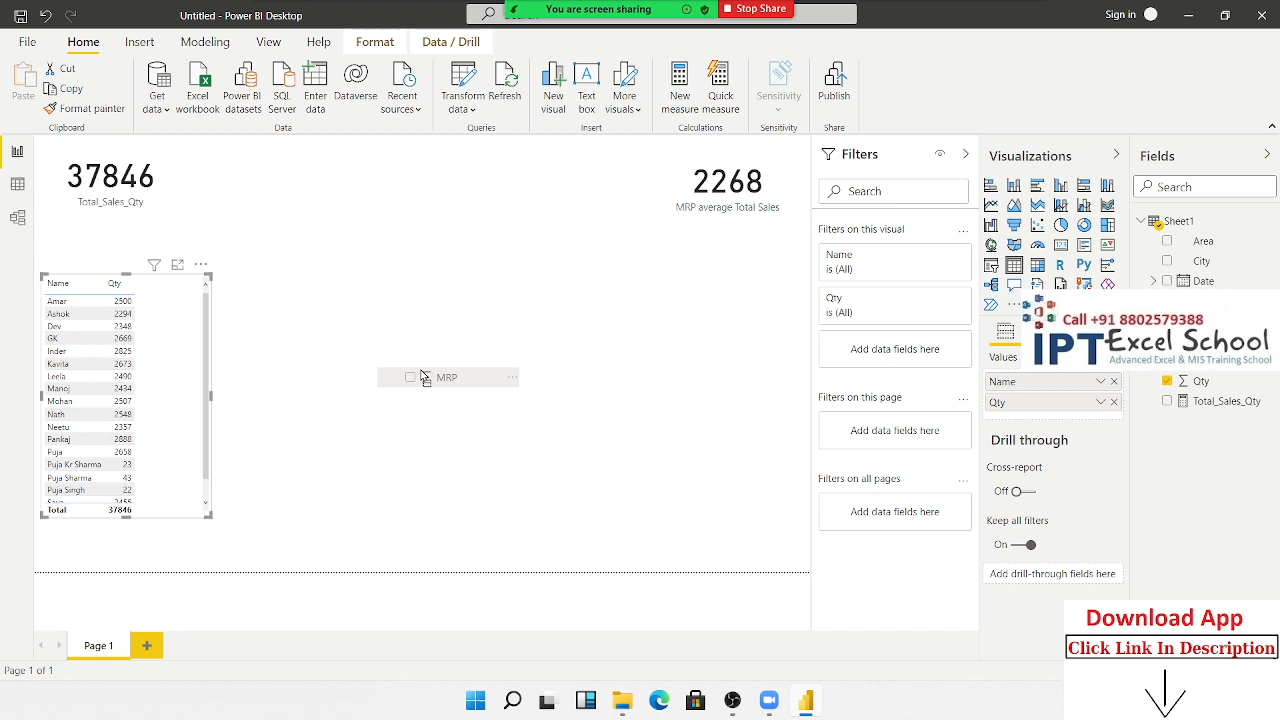 Untitled - Power BI Desktop
You are screen sharing
Stop Share
Sign in
File
Home
Insert
Modeling
View
Help
Format
Data / Drill
Paste
Cut
Copy
Format painter
Clipboard
Get data
Excel workbook
Power BI datasets
SQL Server
Enter data
Dataverse
Recent sources
Data
Transform data
Refresh
Queries
New visual
Text box
More visuals
Insert
New measure
Quick measure
Calculations
Sensitivity
Sensitivity
Publish
Share
37846
Total_Sales_Qty
2268
MRP average Total Sales
Name Qty
Amar 2500
Ashok 2294
Dev 2348
GK 2669
Inder 2825
Kavita 2673
Leela 2490
Manoj 2434
Mohan 2507
Nath 2548
Neetu 2357
Pankaj 2888
Puja 2658
Puja Kr Sharma 23
Puja Sharma 43
Puja Singh 22
Total 37846
MRP
Filters
Search
Filters on this visual
Name
is (All)
Qty
is (All)
Add data fields here
Filters on this page
Add data fields here
Filters on all pages
Add data fields here
Visualizations
R
Py
123
Values
Name
Qty
Drill through
Cross-report
Off
Keep all filters
On
Add drill-through fields here
Fields
Search
Sheet1
Area
City
Date
Σ Qty
Total_Sales_Qty
Call +91 8802579388
IPT Excel School
Advanced Excel & MIS Training School
Download App
Click Link In Description
Page 1
Page 1 of 1